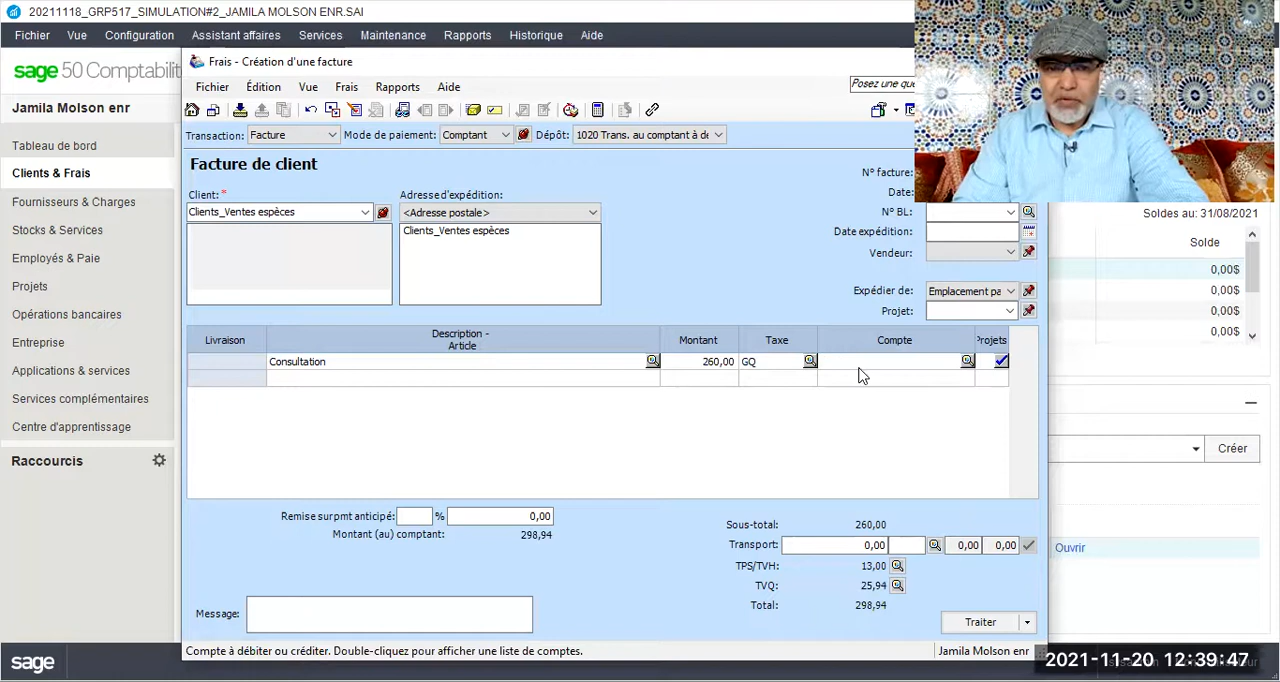 20211118_GRP517_SIMULATION#2_JAMILA MOLSON ENR.SAI
Fichier Vue Configuration Assistant affaires Services Maintenance Rapports Historique Aide
sage 50 Comptabilit
Jamila Molson enr
Tableau de bord
Clients & Frais
Fournisseurs & Charges
Stocks & Services
Employés & Paie
Projets
Opérations bancaires
Entreprise
Applications & services
Services complémentaires
Centre d'apprentissage
Raccourcis
Frais - Création d'une facture
Fichier Édition Vue Frais Rapports Aide
Posez une que
Transaction: Facture Mode de paiement: Comptant Dépôt: 1020 Trans. au comptant à dé
Facture de client
Client: * Adresse d'expédition:
Clients_Ventes espèces <Adresse postale>
Clients_Ventes espèces
N° facture:
Date:
N° BL:
Date expédition:
Vendeur:
Expédier de: Emplacement pa
Projet:
Livraison Description - Article Montant Taxe Compte Projets
Consultation 260,00 GQ
Remise sur pmt anticipé: % 0,00
Montant (au) comptant: 298,94
Sous-total: 260,00
Transport: 0,00 0,00 0,00
TPS/TVH: 13,00
TVQ: 25,94
Total: 298,94
Message:
Traiter
Compte à débiter ou créditer. Double-cliquez pour afficher une liste de comptes.
Jamila Molson enr
Soldes au: 31/08/2021
Solde
0,00$
0,00$
0,00$
0,00$
Créer
Ouvrir
sage
2021-11-20 12:39:47